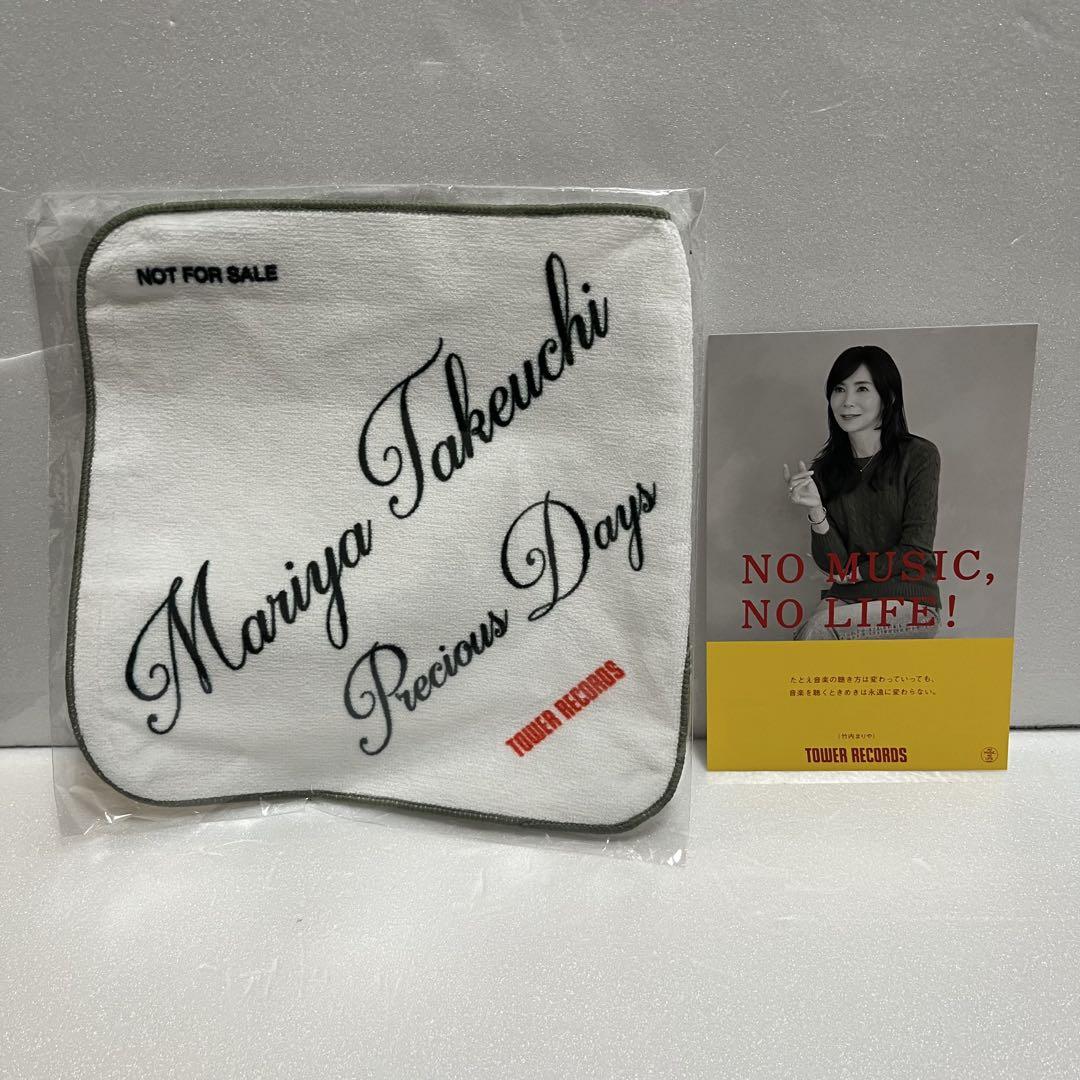 NOT FOR SALE
Mariya Takeuchi
Precious Days
TOWER RECORDS
NO MUSIC,
NO LIFE!
たとえ音楽の聴き方は変わっていっても、
音楽を聴くときめきは永遠に変わらない。
(竹内まりや)
TOWER RECORDS